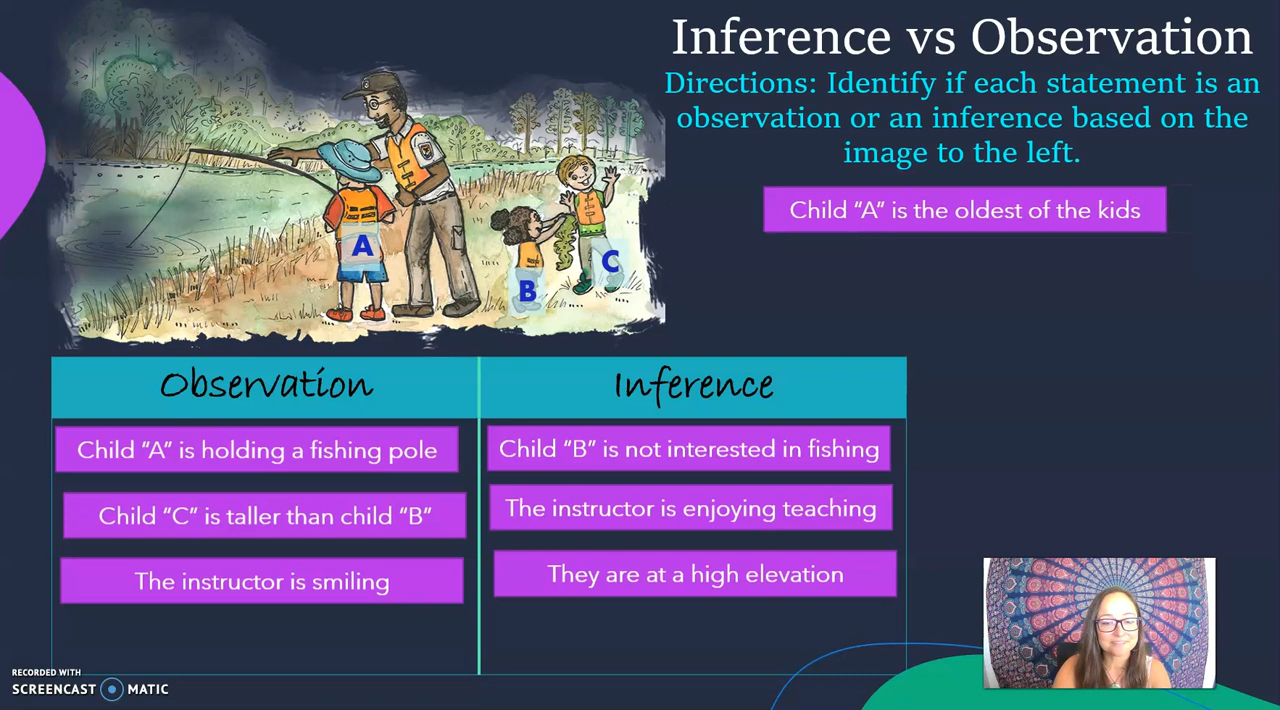 Inference vs Observation
Directions: Identify if each statement is an
observation or an inference based on the
image to the left.
Child “A” is the oldest of the kids
A
B
C
Observation
Inference
Child “A” is holding a fishing pole
Child “B” is not interested in fishing
Child “C” is taller than child “B”
The instructor is enjoying teaching
The instructor is smiling
They are at a high elevation
RECORDED WITH
SCREENCAST MATIC